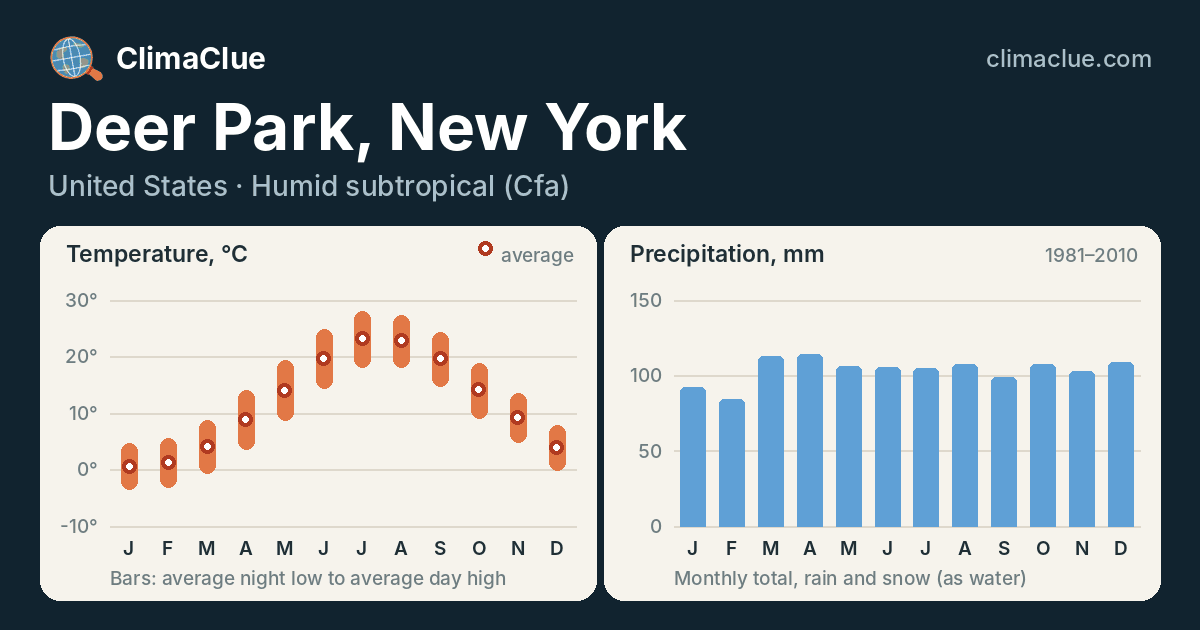 ClimaClue
climaclue.com
Deer Park, New York
United States · Humid subtropical (Cfa)
Temperature, °C
average
30°
20°
10°
0°
-10°
J F M A M J J A S O N D
Bars: average night low to average day high
Precipitation, mm
1981–2010
150
100
50
0
J F M A M J J A S O N D
Monthly total, rain and snow (as water)